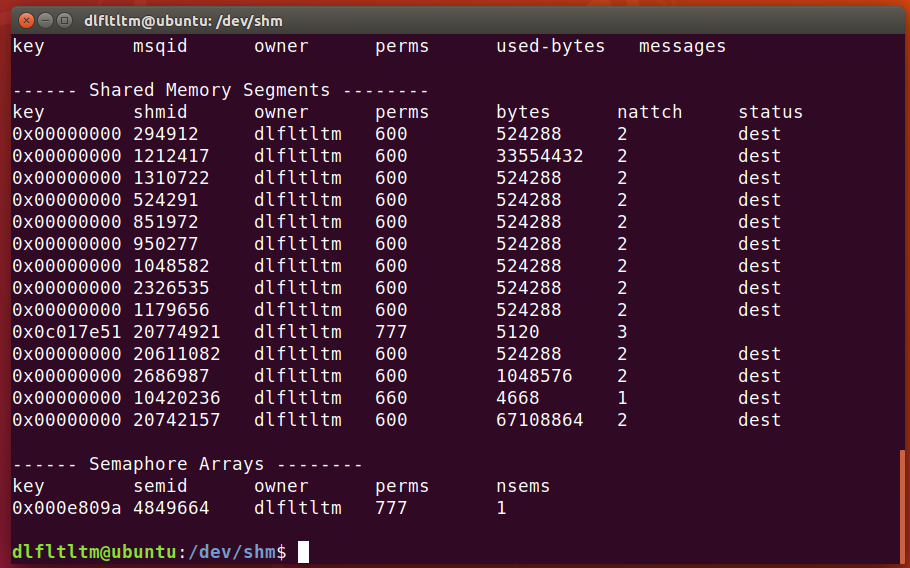 dlfltltm@ubuntu: /dev/shm
key msqid owner perms used-bytes messages
------ Shared Memory Segments --------
key shmid owner perms bytes nattch status
0x00000000 294912 dlfltltm 600 524288 2 dest
0x00000000 1212417 dlfltltm 600 33554432 2 dest
0x00000000 1310722 dlfltltm 600 524288 2 dest
0x00000000 524291 dlfltltm 600 524288 2 dest
0x00000000 851972 dlfltltm 600 524288 2 dest
0x00000000 950277 dlfltltm 600 524288 2 dest
0x00000000 1048582 dlfltltm 600 524288 2 dest
0x00000000 2326535 dlfltltm 600 524288 2 dest
0x00000000 1179656 dlfltltm 600 524288 2 dest
0x0c017e51 20774921 dlfltltm 777 5120 3
0x00000000 20611082 dlfltltm 600 524288 2 dest
0x00000000 2686987 dlfltltm 600 1048576 2 dest
0x00000000 10420236 dlfltltm 660 4668 1 dest
0x00000000 20742157 dlfltltm 600 67108864 2 dest
------ Semaphore Arrays --------
key semid owner perms nsems
0x000e809a 4849664 dlfltltm 777 1
dlfltltm@ubuntu:/dev/shm$